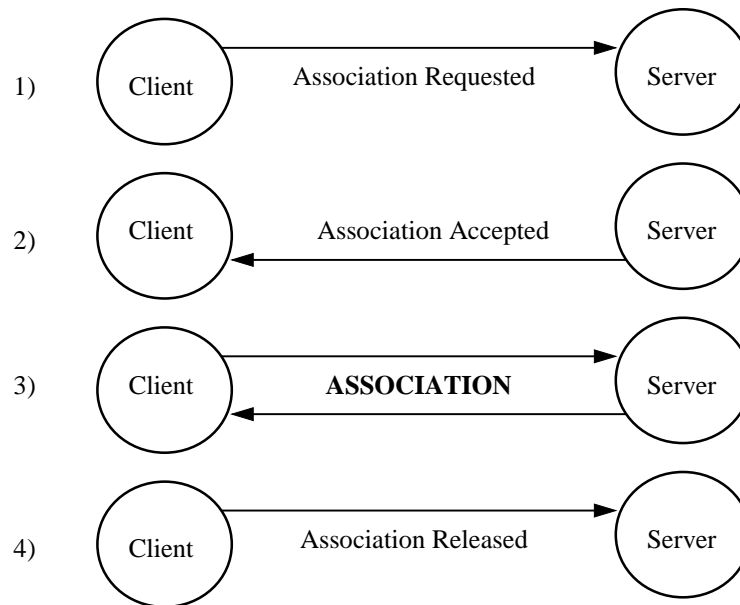 1) Client Association Requested Server
2) Client Association Accepted Server
3) Client ASSOCIATION Server
4) Client Association Released Server